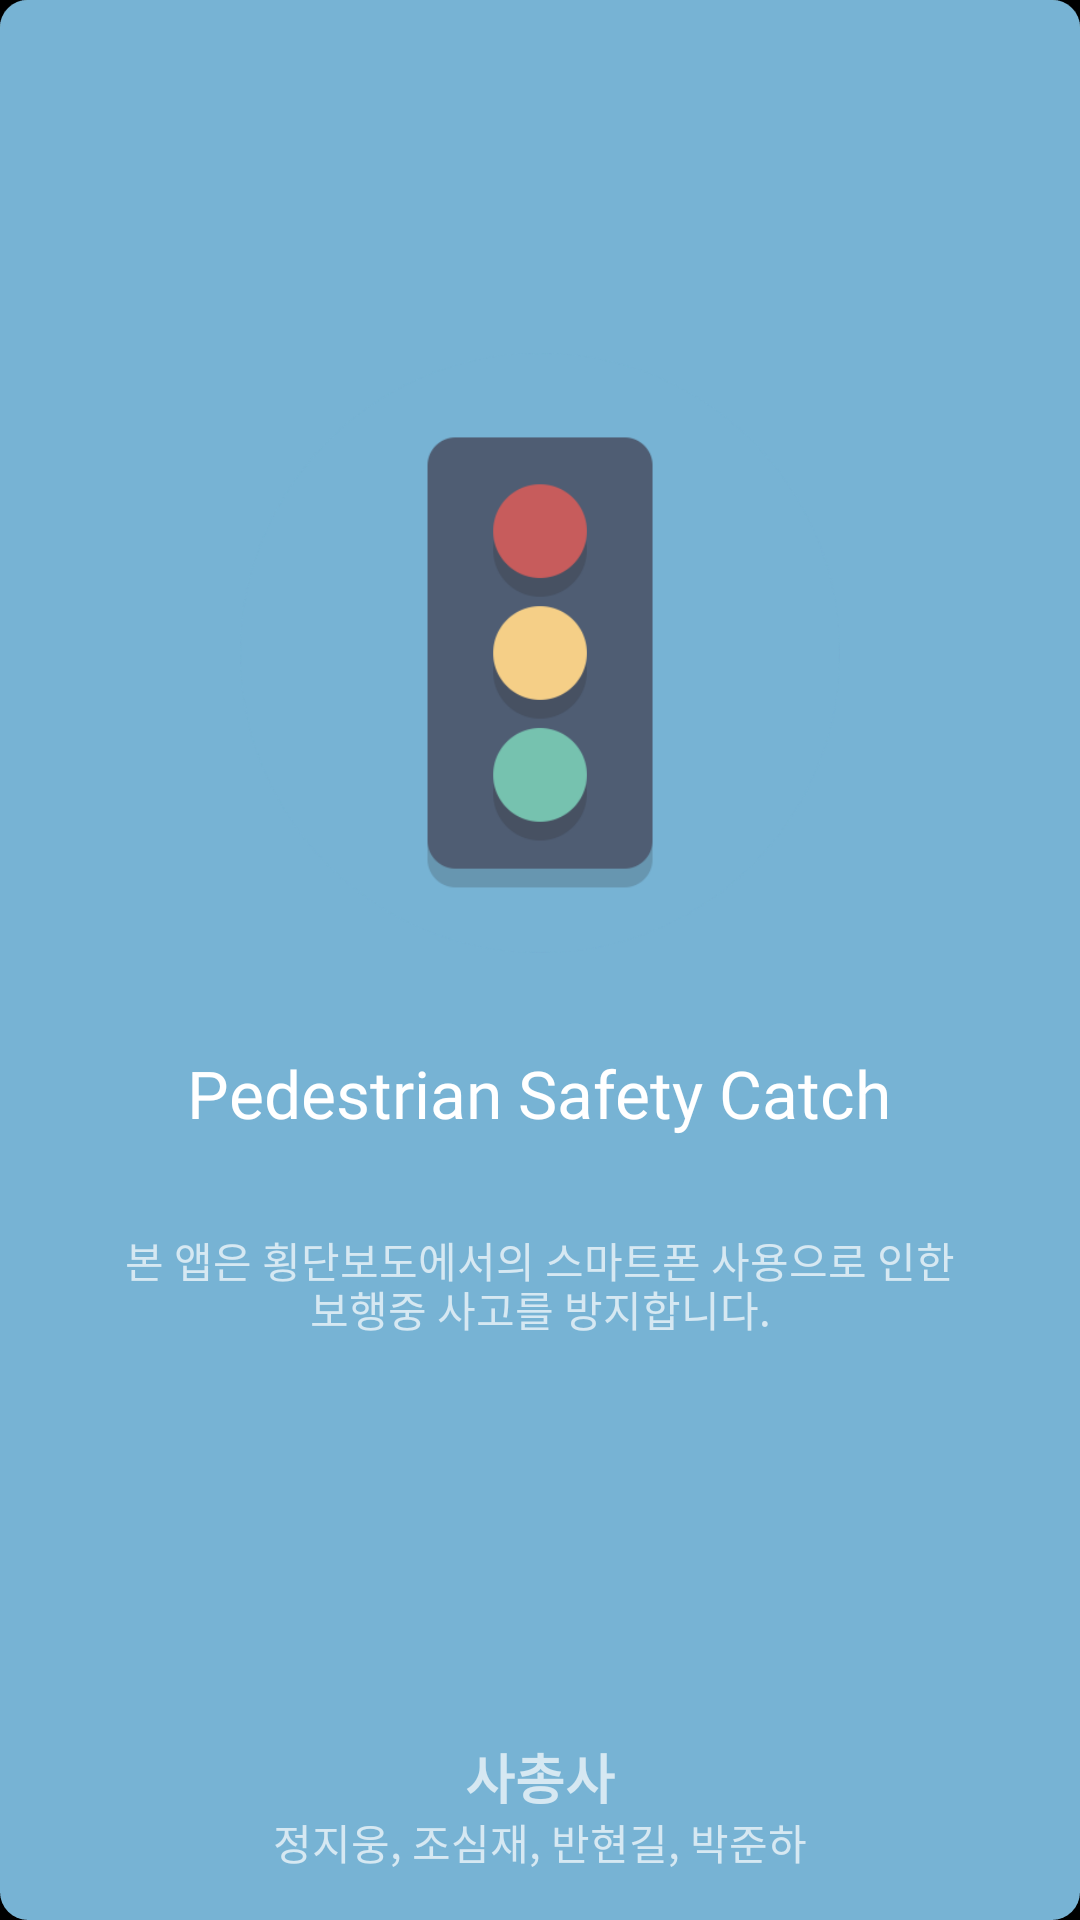 Pedestrian Safety Catch
본 앱은 횡단보도에서의 스마트폰 사용으로 인한
보행중 사고를 방지합니다.
사총사
정지웅, 조심재, 반현길, 박준하